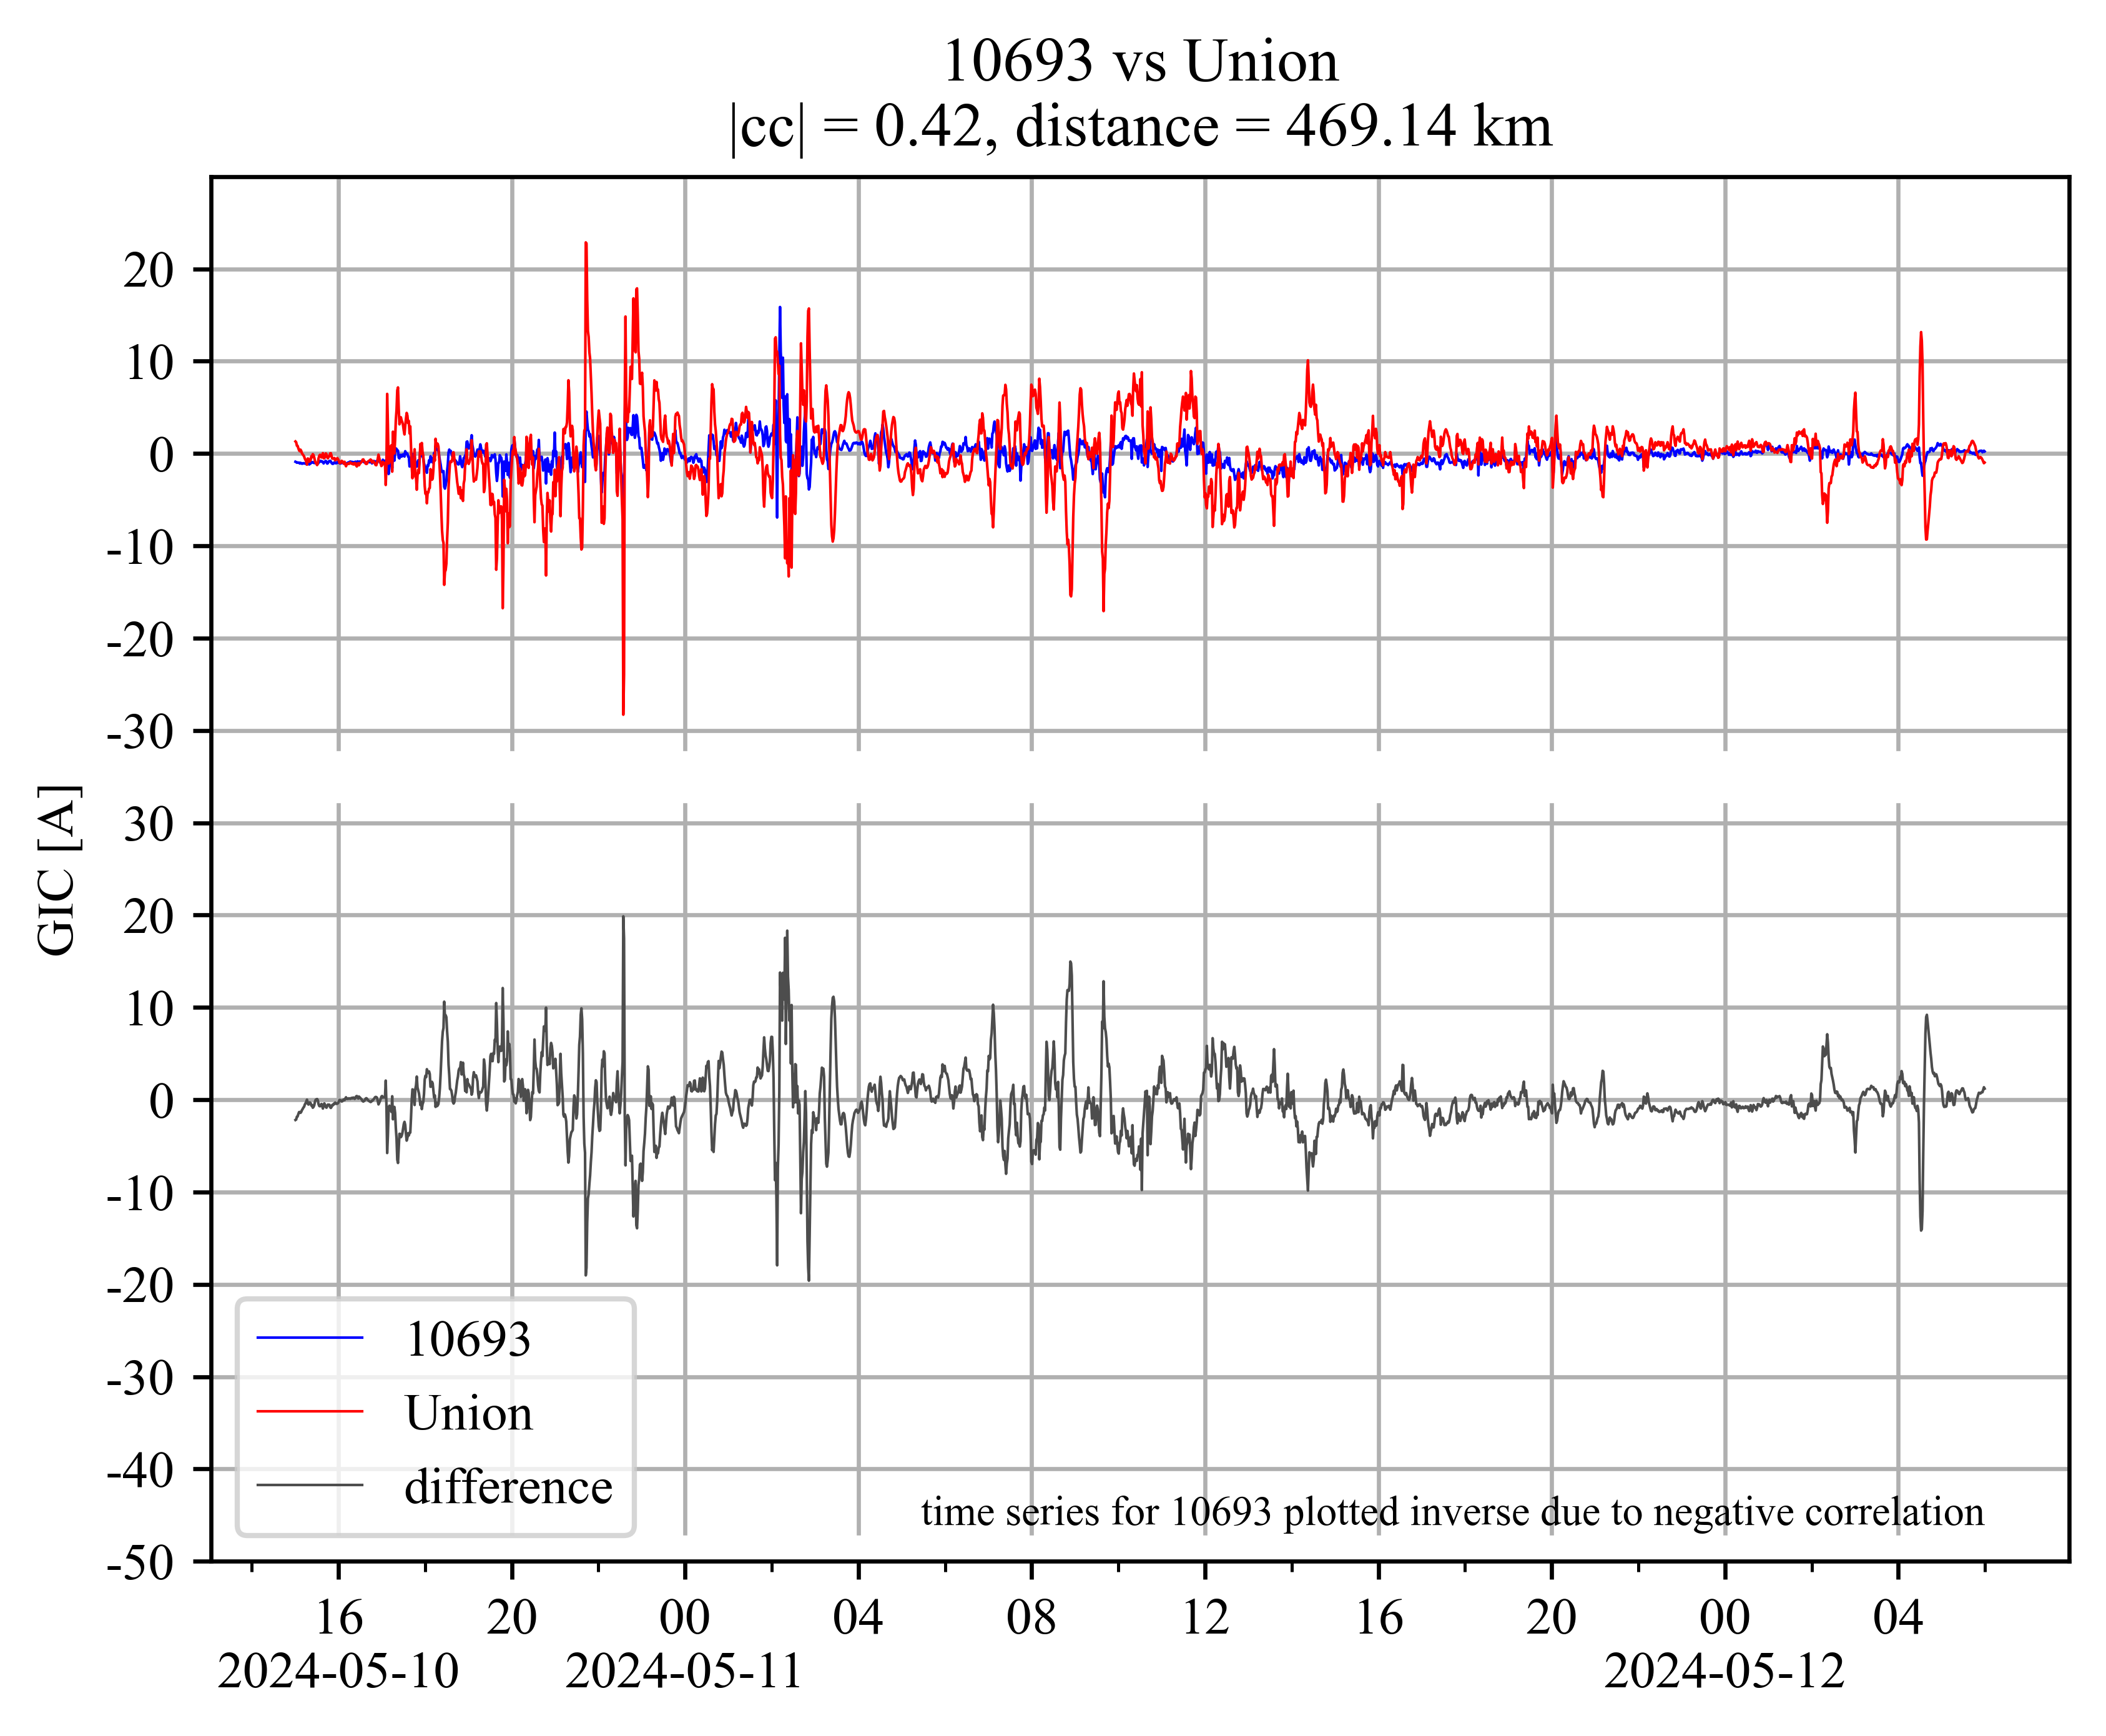 10693 vs Union
|cc| = 0.42, distance = 469.14 km
20
10
0
-10
-20
-30
30
20
10
0
-10
-20
-30
-40
-50
GIC [A]
10693
Union
difference
time series for 10693 plotted inverse due to negative correlation
16 20 00 04 08 12 16 20 00 04
2024-05-10 2024-05-11 2024-05-12